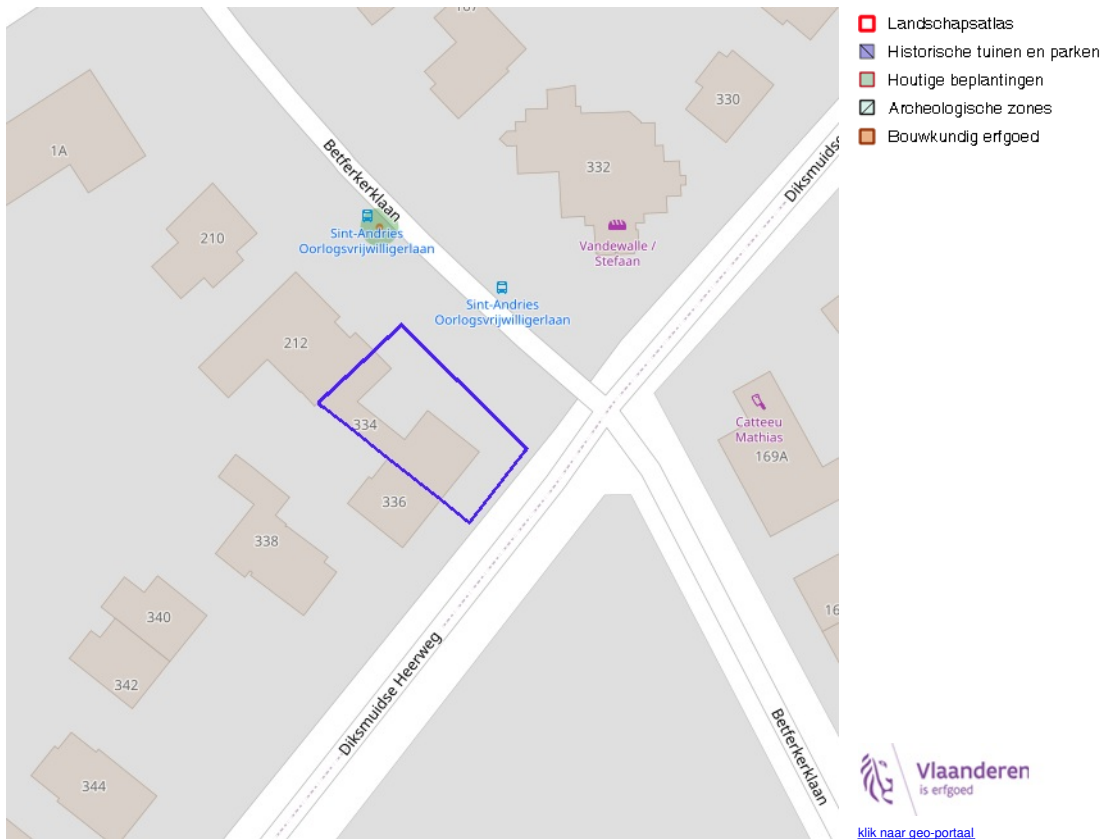 Landschapsatlas
Historische tuinen en parken
Houtige beplantingen
Archeologische zones
Bouwkundig erfgoed
330
1A
Betferkerklaan
332
Diksmuidse
210
Sint-Andries
Oorlogsvrijwilligerlaan
Vandewalle /
Stefaan
Sint-Andries
Oorlogsvrijwilligerlaan
212
334
Catteeu
Mathias
169A
336
338
340
342
Diksmuidse Heerweg
Betferkerklaan
344
Vlaanderen
is erfgoed
klik naar geo-portaal